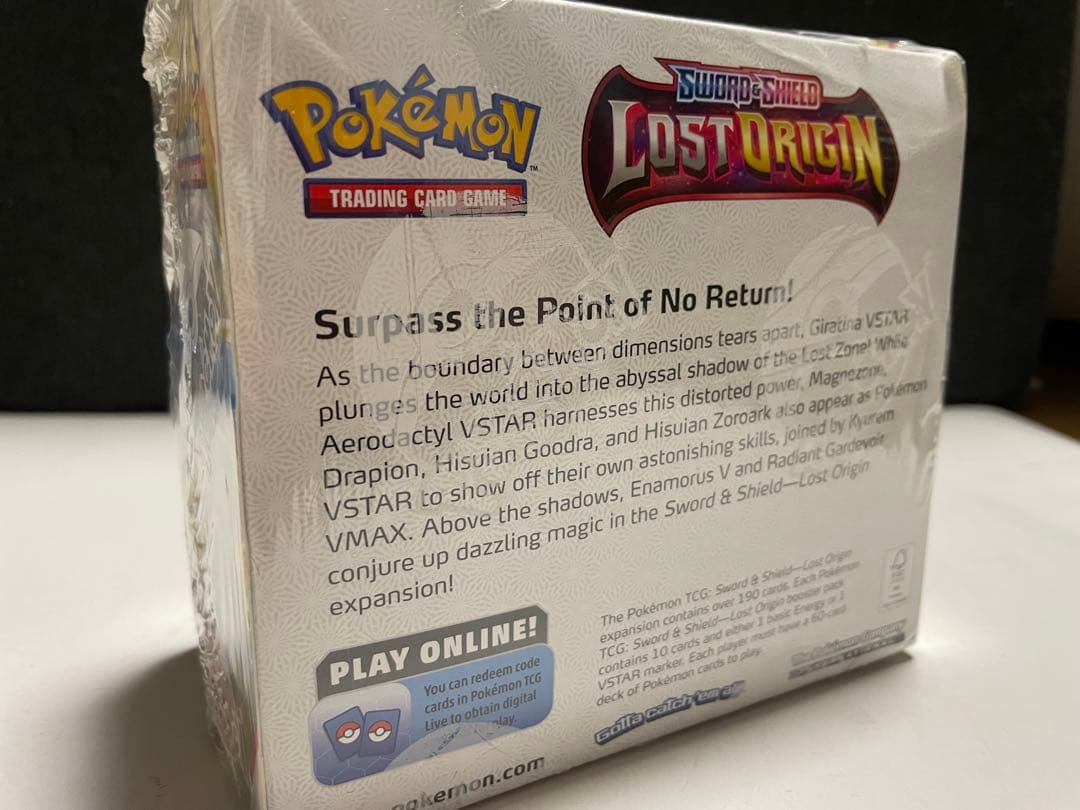 Pokémon
TM
TRADING CARD GAME
SWORD & SHIELD
LOST ORIGIN
Surpass the Point of No Return!
As the boundary between dimensions tears apart, Giratina VSTAR
plunges the world into the abyssal shadow of the Lost Zone! While
Aerodactyl VSTAR harnesses this distorted power, Magnezone,
Drapion, Hisuian Goodra, and Hisuian Zoroark also appear as Pokémon
VSTAR to show off their own astonishing skills, joined by Kyurem
VMAX. Above the shadows, Enamorus V and Radiant Gardevoir
conjure up dazzling magic in the Sword & Shield—Lost Origin
expansion!
PLAY ONLINE!
You can redeem code
cards in Pokémon TCG
Live to obtain digital
play.
The Pokémon TCG: Sword & Shield—Lost Origin
expansion contains over 190 cards. Each Pokémon
TCG: Sword & Shield—Lost Origin booster pack
contains 10 cards and either 1 basic Energy or 1
VSTAR marker. Each player must have a 60-card
deck of Pokémon cards to play.
Gotta catch 'em all!
pokemon.com